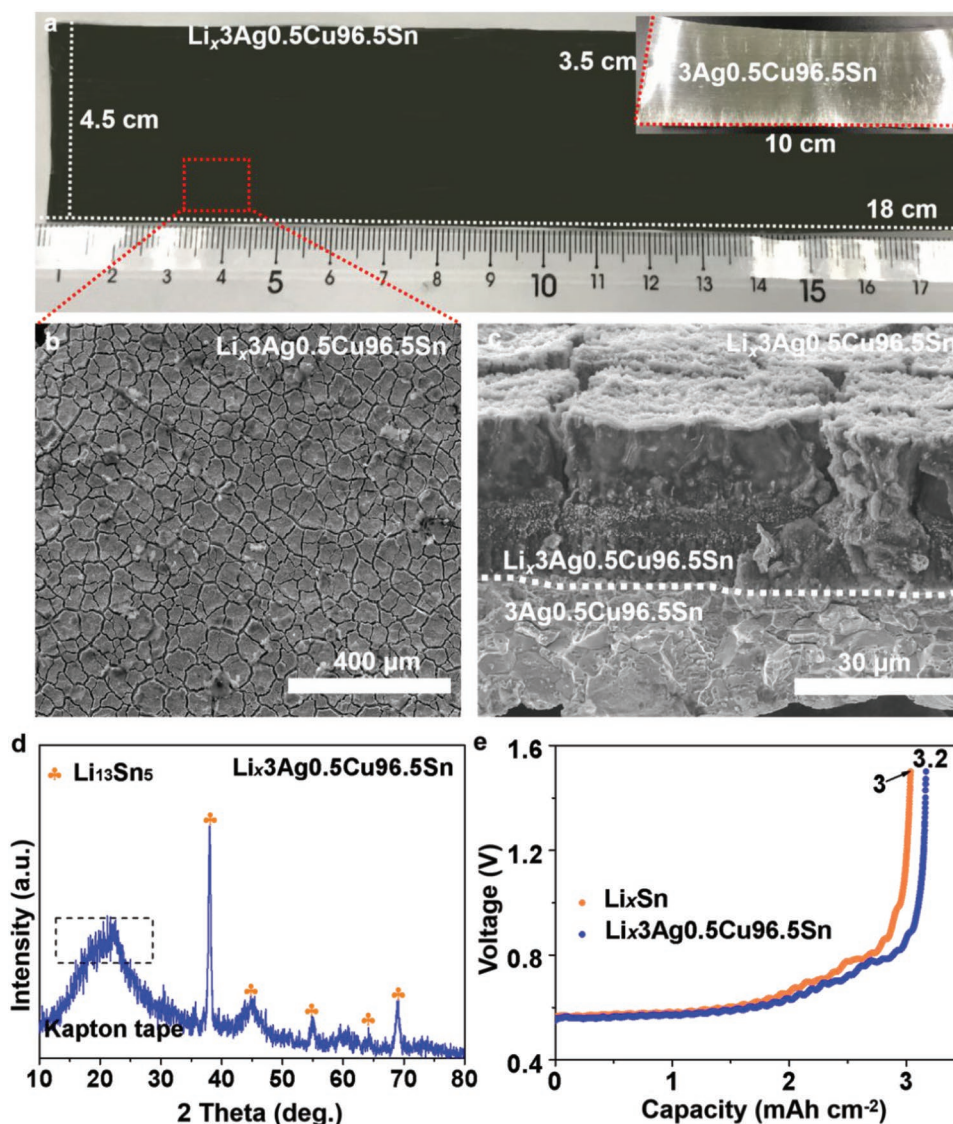 a
Liₓ3Ag0.5Cu96.5Sn
3.5 cm
3Ag0.5Cu96.5Sn
4.5 cm
10 cm
18 cm
1 2 3 4 5 6 7 8 9 10 11 12 13 14 15 16 17
b
Liₓ3Ag0.5Cu96.5Sn
400 µm
c
Liₓ3Ag0.5Cu96.5Sn
Liₓ3Ag0.5Cu96.5Sn
3Ag0.5Cu96.5Sn
30 µm
d
Li₁₃Sn₅
Liₓ3Ag0.5Cu96.5Sn
Intensity (a.u.)
Kapton tape
10 20 30 40 50 60 70 80
2 Theta (deg.)
e
1.6
1.2
0.8
0.4
Voltage (V)
3
3.2
LiₓSn
Liₓ3Ag0.5Cu96.5Sn
0 1 2 3
Capacity (mAh cm⁻²)